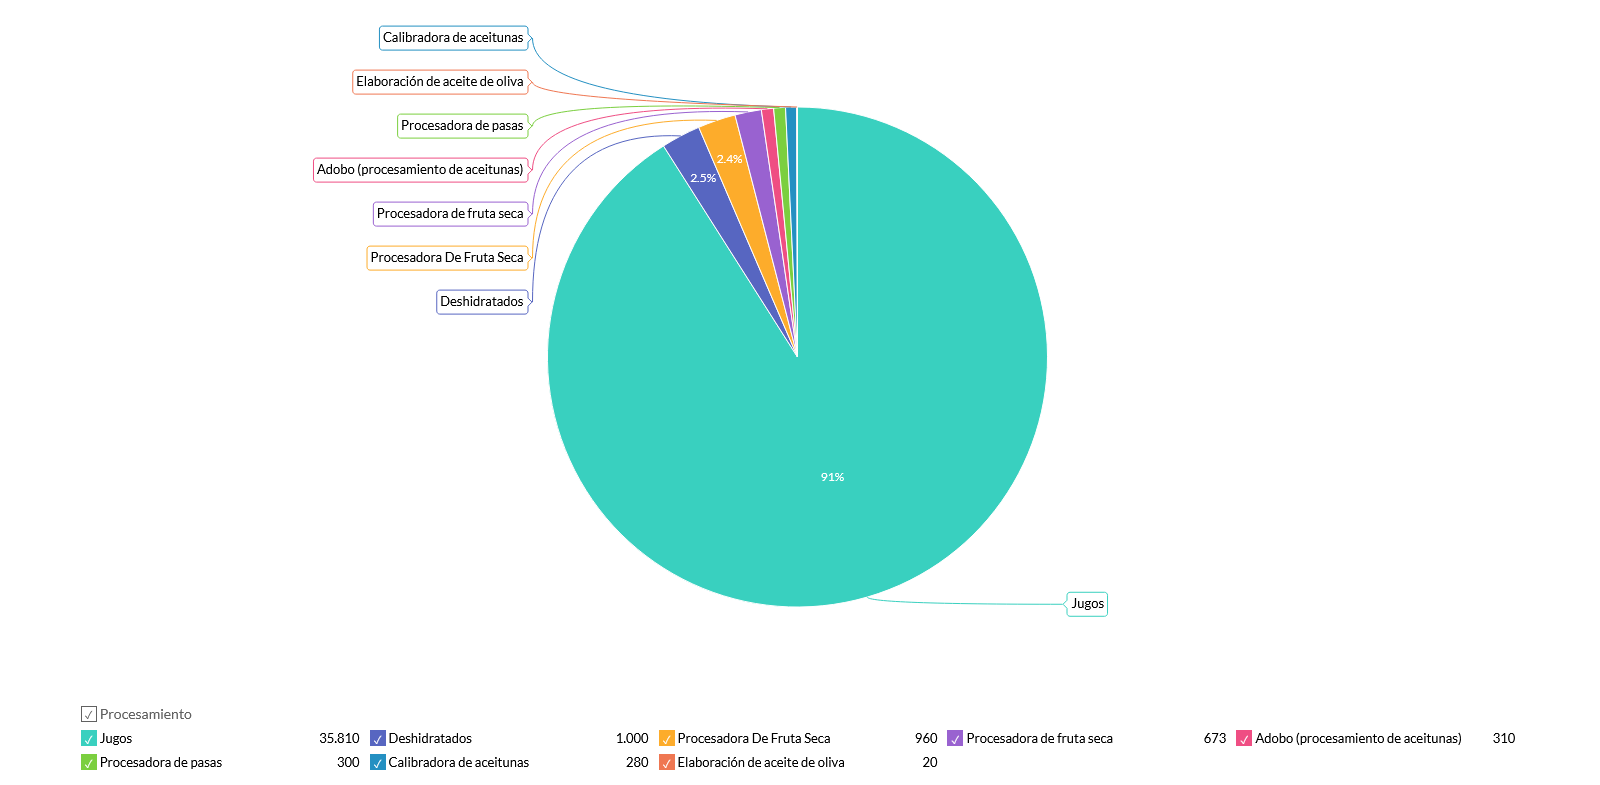 Calibradora de aceitunas
Elaboración de aceite de oliva
Procesadora de pasas
Adobo (procesamiento de aceitunas)
Procesadora de fruta seca
Procesadora De Fruta Seca
Deshidratados
2.4%
2.5%
91%
Jugos
Procesamiento
Jugos 35.810 Deshidratados 1.000 Procesadora De Fruta Seca 960 Procesadora de fruta seca 673 Adobo (procesamiento de aceitunas) 310
Procesadora de pasas 300 Calibradora de aceitunas 280 Elaboración de aceite de oliva 20